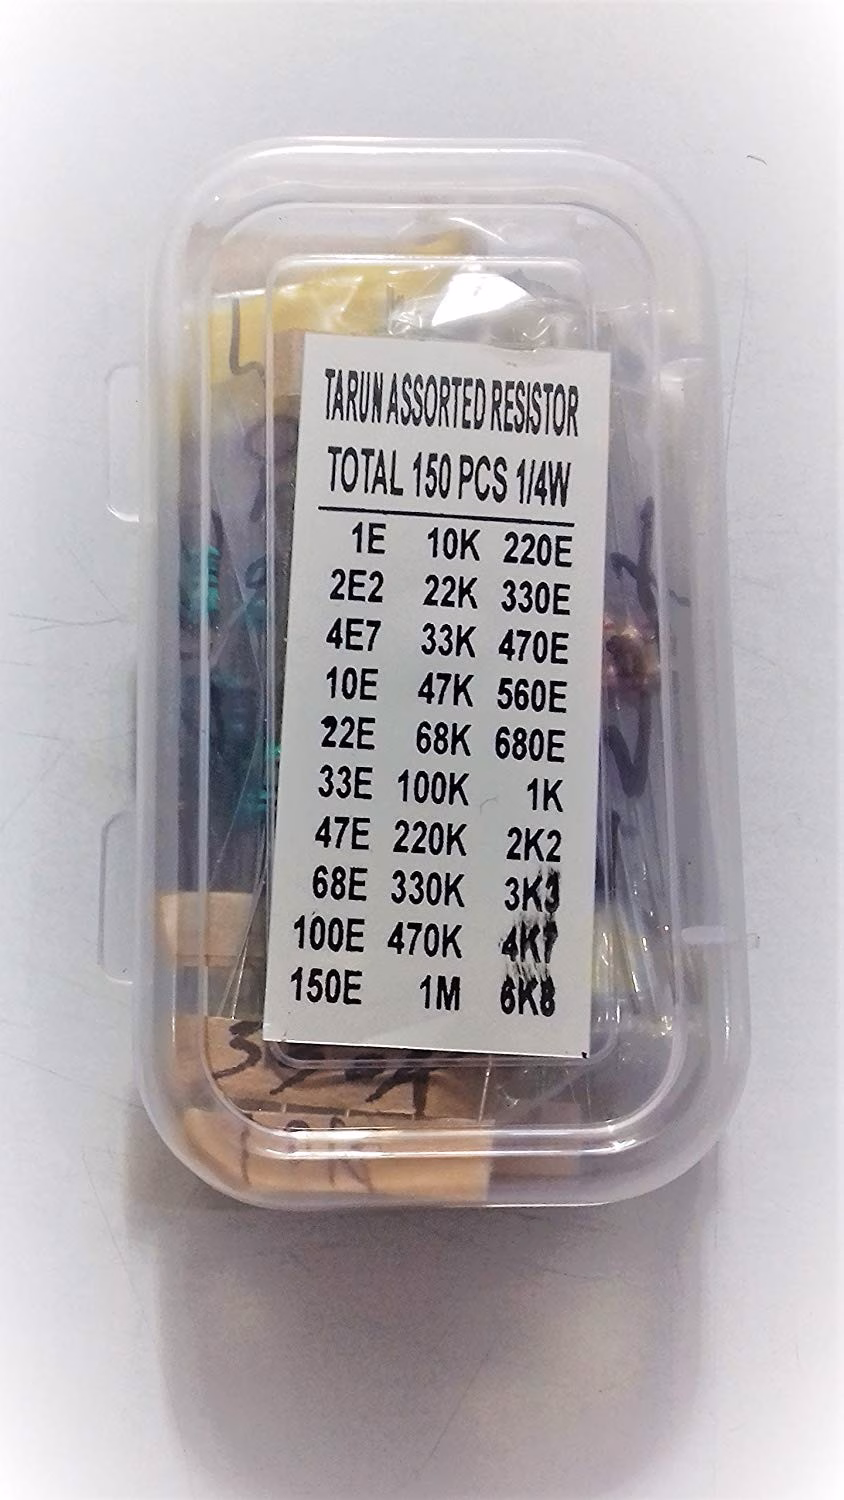 TARUN ASSORTED RESISTOR
TOTAL 150 PCS 1/4W
1E 10K 220E
2E2 22K 330E
4E7 33K 470E
10E 47K 560E
22E 68K 680E
33E 100K 1K
47E 220K 2K2
68E 330K 3K3
100E 470K 4K7
150E 1M 6K8